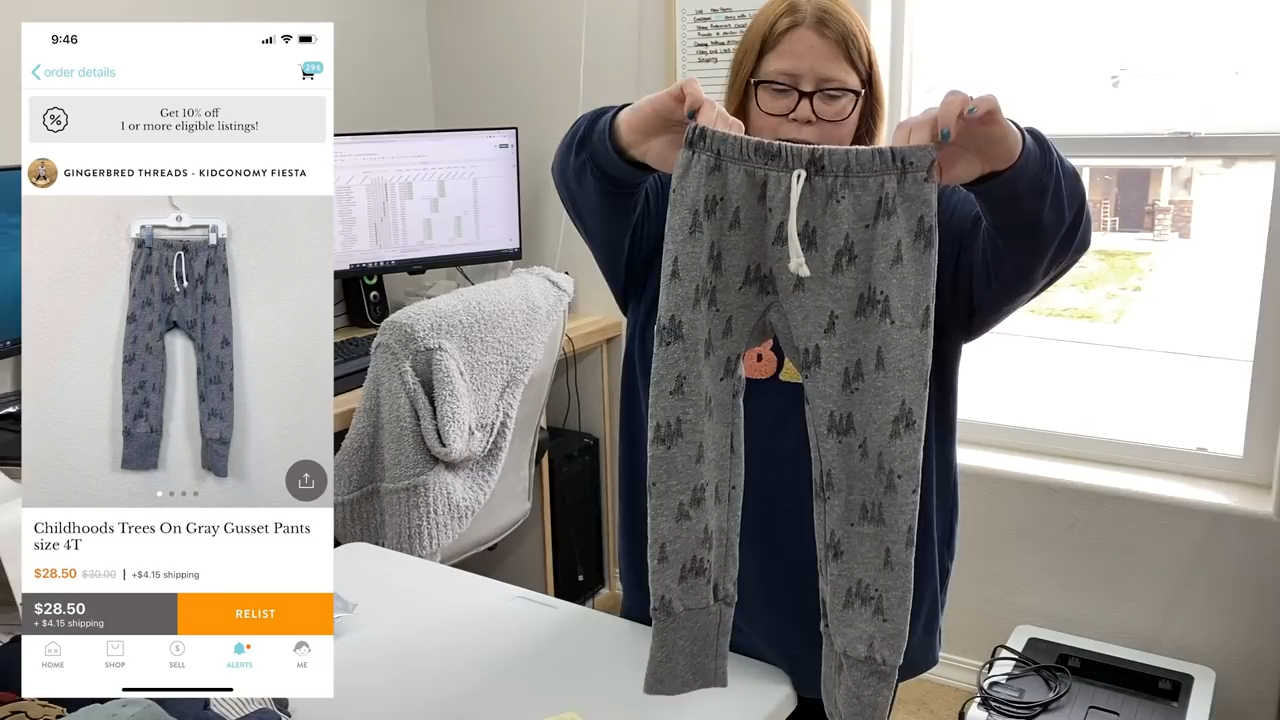 9:46
order details
296
Get 10% off
1 or more eligible listings!
GINGERBRED THREADS - KIDCONOMY FIESTA
Childhoods Trees On Gray Gusset Pants
size 4T
$28.50 $30.00 | +$4.15 shipping
$28.50
+ $4.15 shipping
RELIST
HOME SHOP SELL ALERTS ME